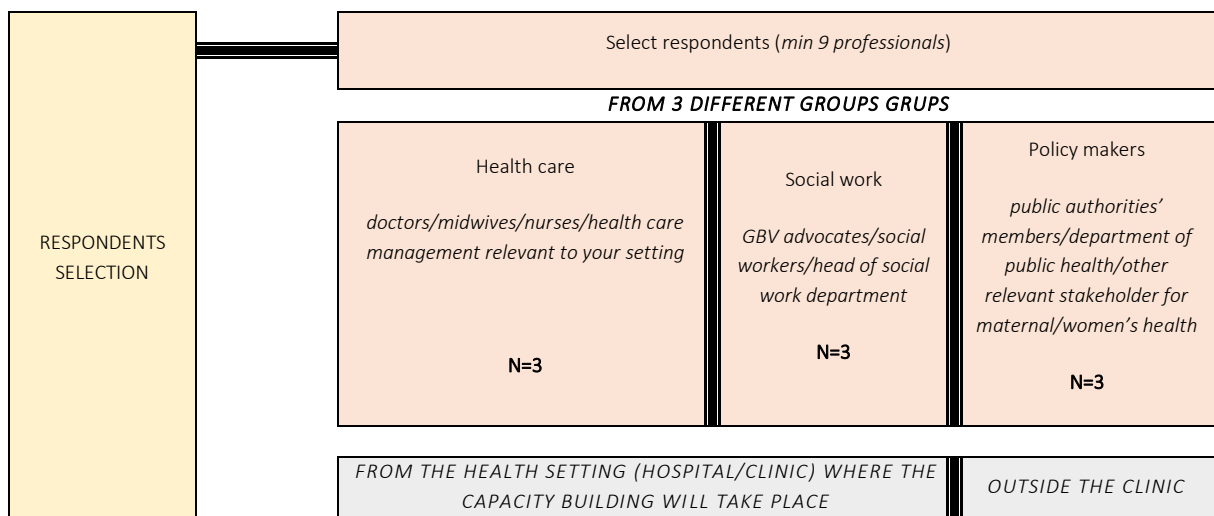 RESPONDENTS
SELECTION
Select respondents (min 9 professionals)
FROM 3 DIFFERENT GROUPS GRUPS
Health care
doctors/midwives/nurses/health care
management relevant to your setting
N=3
Social work
GBV advocates/social
workers/head of social
work department
N=3
Policy makers
public authorities’
members/department of
public health/other
relevant stakeholder for
maternal/women’s health
N=3
FROM THE HEALTH SETTING (HOSPITAL/CLINIC) WHERE THE
CAPACITY BUILDING WILL TAKE PLACE
OUTSIDE THE CLINIC